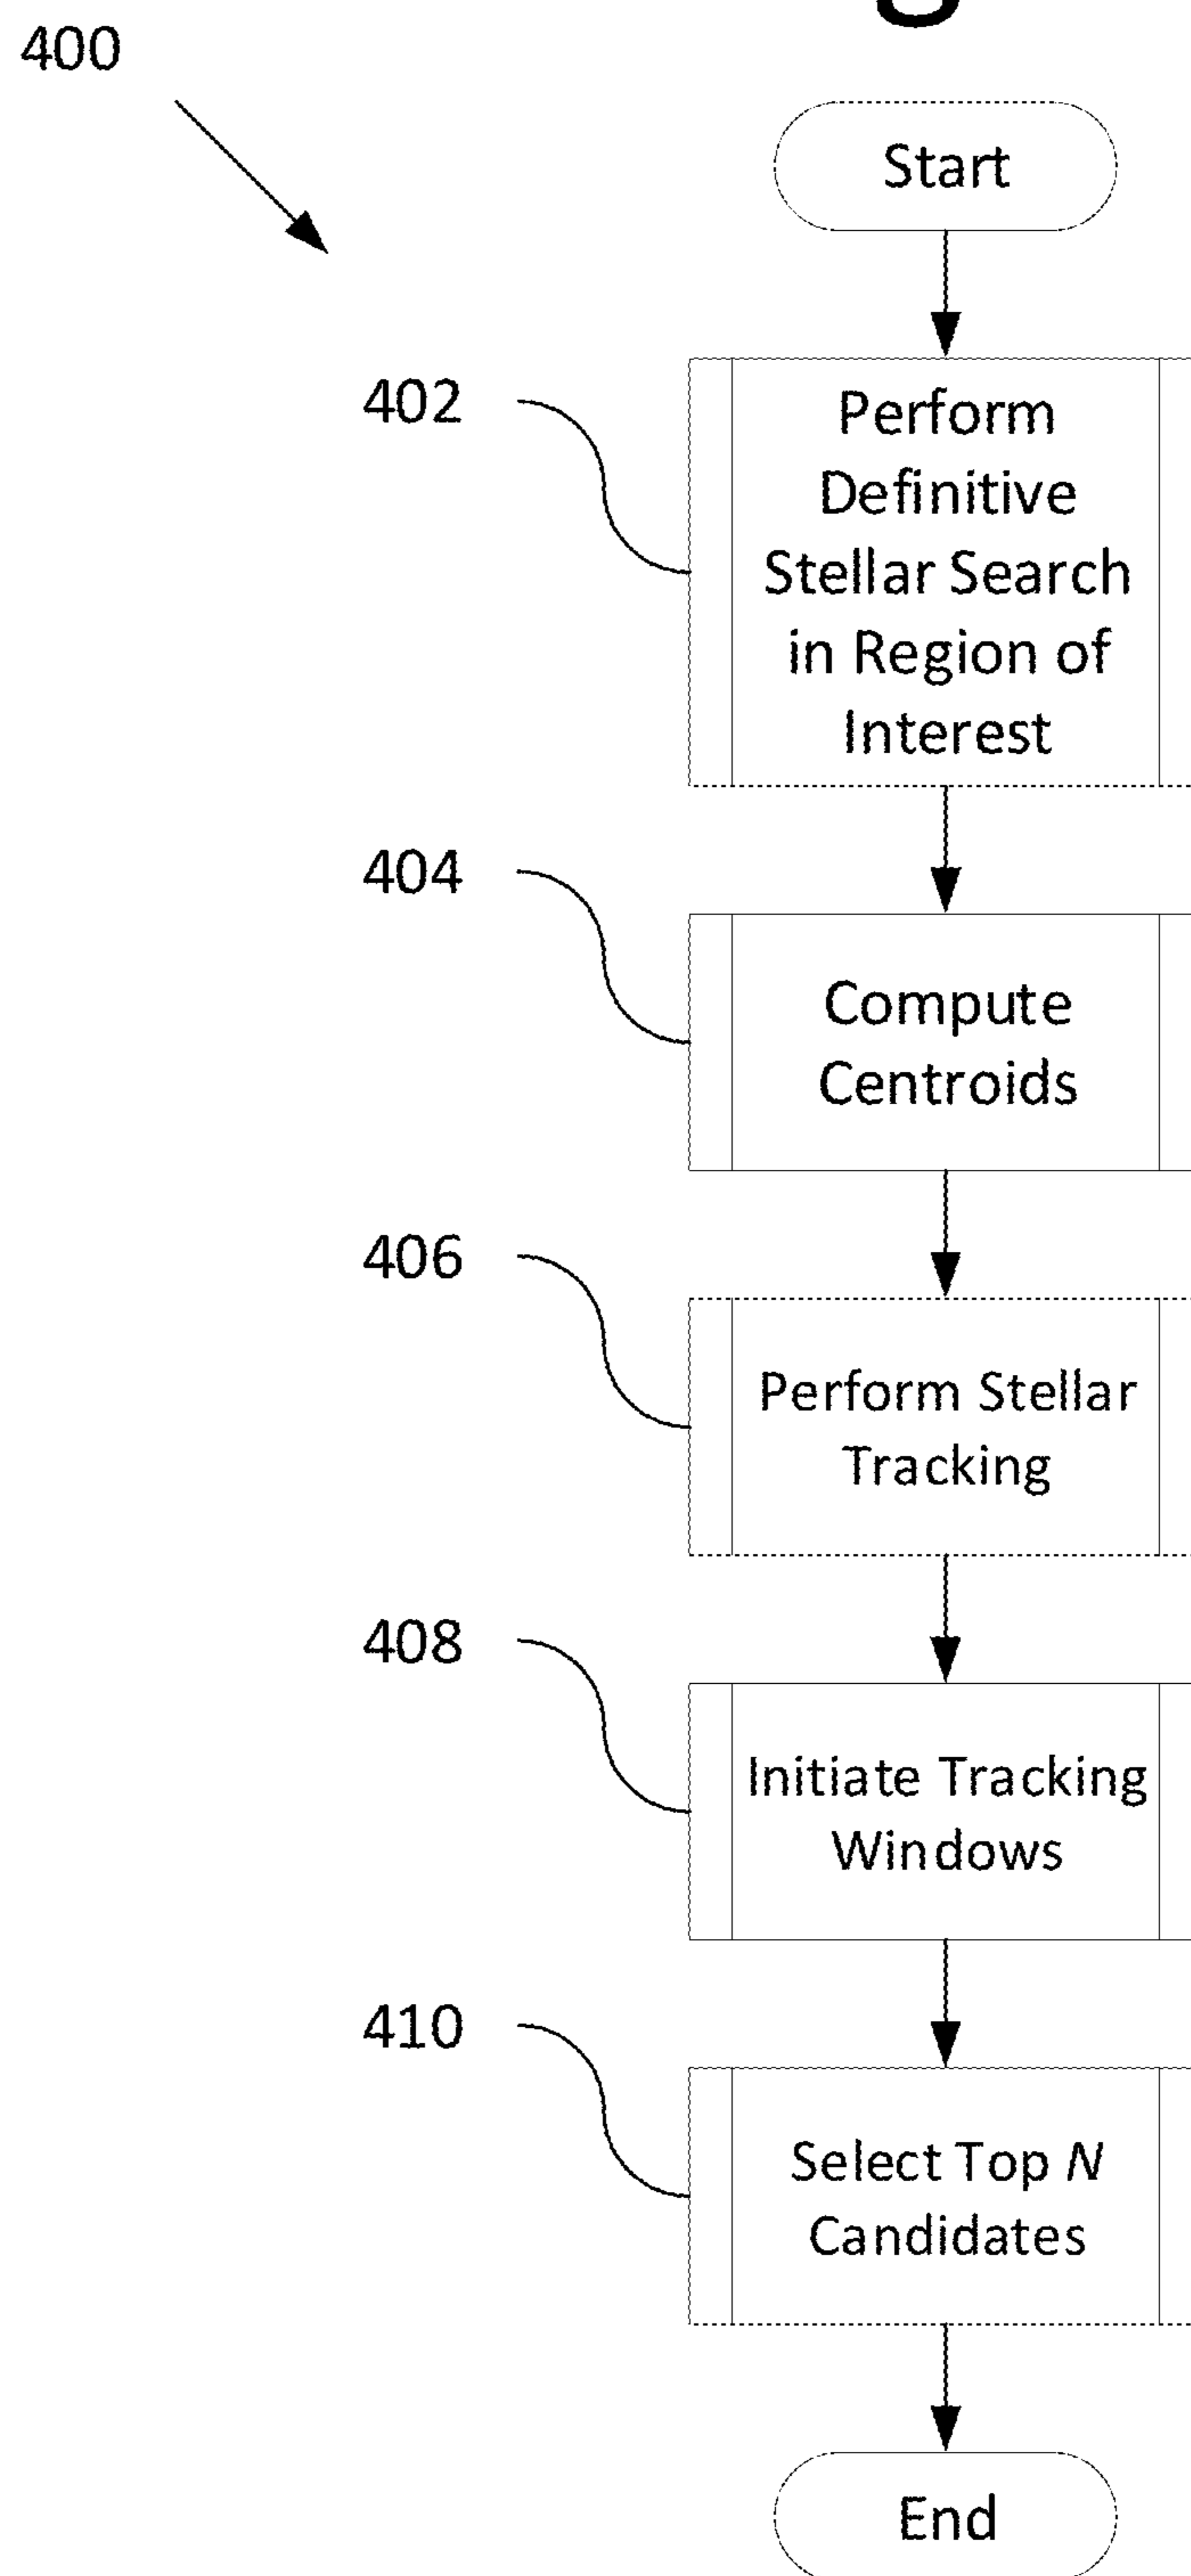 400
Start
402
Perform
Definitive
Stellar Search
in Region of
Interest
404
Compute
Centroids
406
Perform Stellar
Tracking
408
Initiate Tracking
Windows
410
Select Top N
Candidates
End